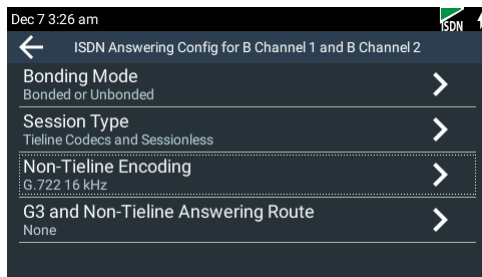 Dec 7 3:26 am
ISDN
ISDN Answering Config for B Channel 1 and B Channel 2
Bonding Mode
Bonded or Unbonded
Session Type
Tieline Codecs and Sessionless
Non-Tieline Encoding
G.722 16 kHz
G3 and Non-Tieline Answering Route
None